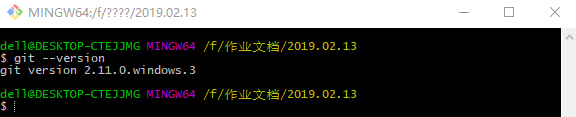 MINGW64:/f/????/2019.02.13
dell@DESKTOP-CTEJJMG MINGW64 /f/作业文档/2019.02.13
$ git --version
git version 2.11.0.windows.3
dell@DESKTOP-CTEJJMG MINGW64 /f/作业文档/2019.02.13
$